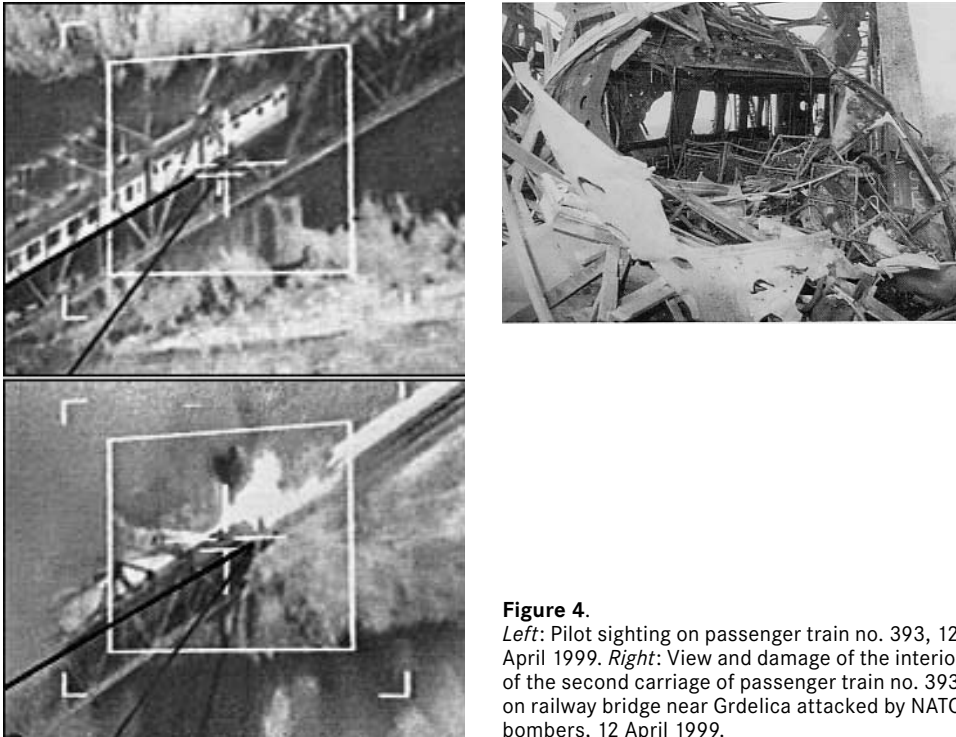 Figure 4.
Left: Pilot sighting on passenger train no. 393, 12
April 1999. Right: View and damage of the interio
of the second carriage of passenger train no. 393
on railway bridge near Grdelica attacked by NATO
bombers, 12 April 1999.